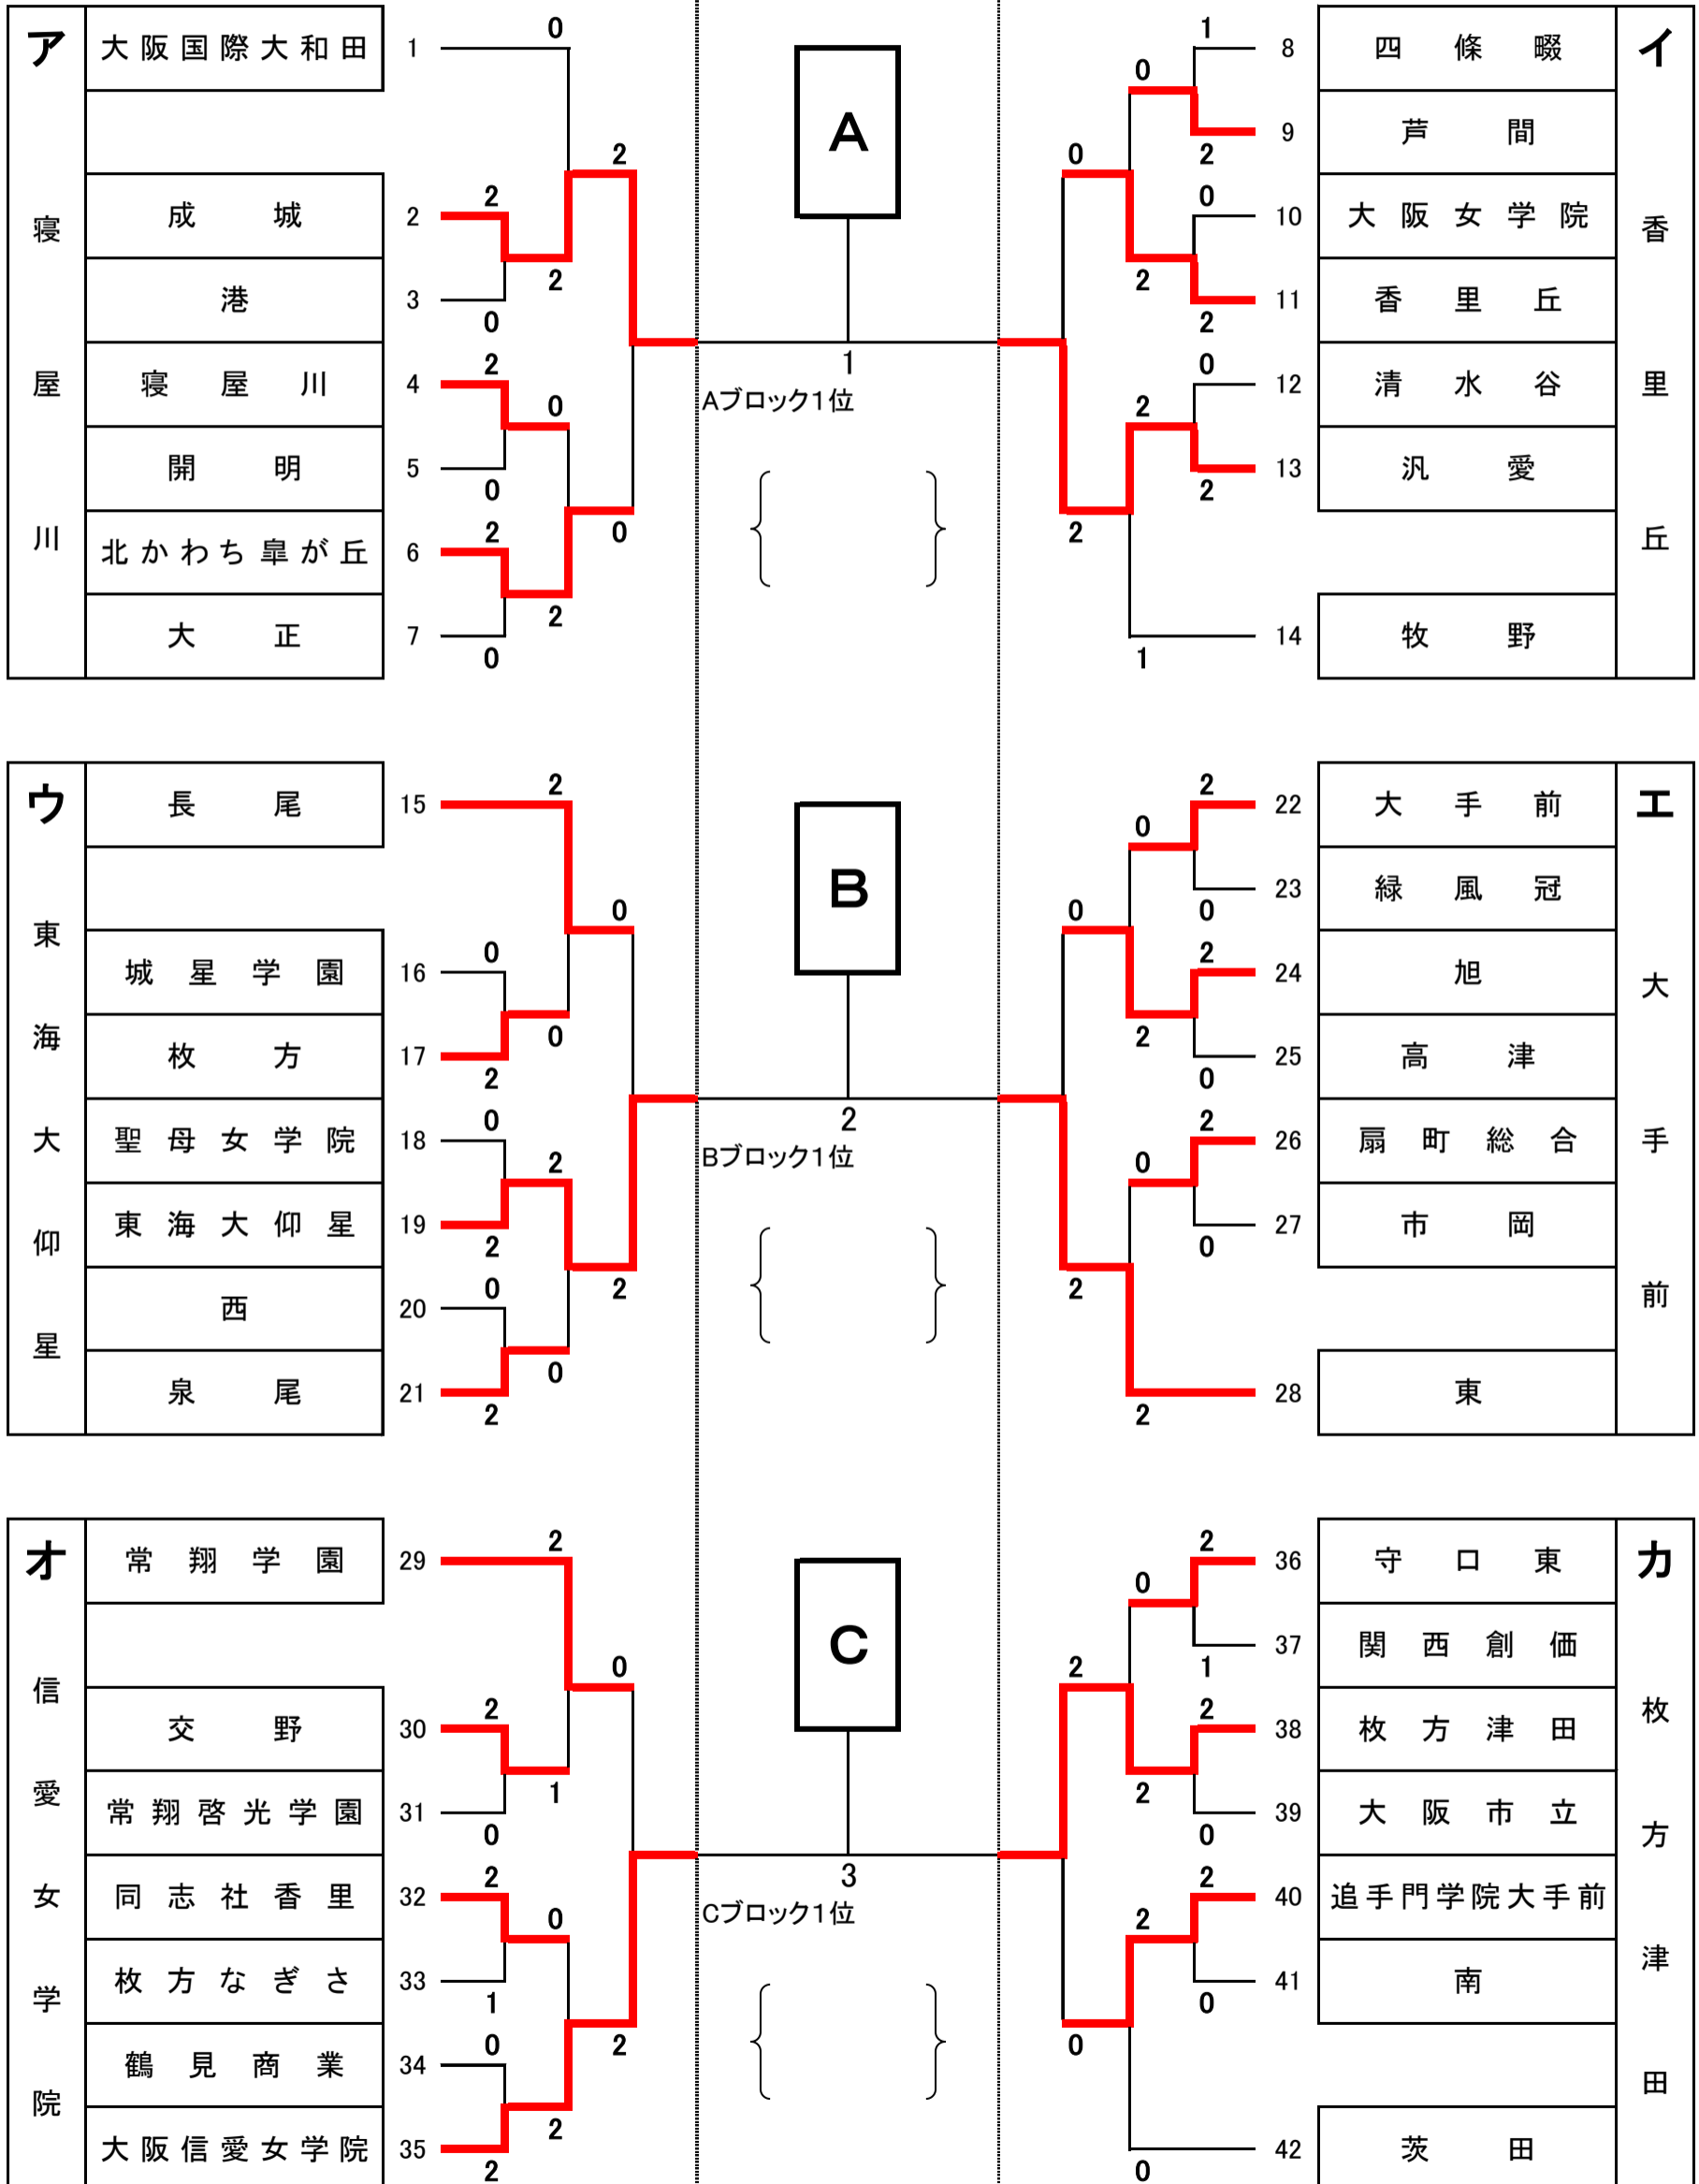 ア 寝屋川
大阪国際大和田 1 0
成城 2 2
港 3 0
2
2
寝屋川 4 2
開明 5 0
0
北かわち皐が丘 6 2
大正 7 0
2
0
A
1
Aブロック1位
イ 香里丘
1 8 四條畷
2 9 芦間
0
0 10 大阪女学院
2 11 香里丘
2
0
0 12 清水谷
2 13 汎愛
2
1 14 牧野
2
ウ 東海大仰星
長尾 15 2
城星学園 16 0
枚方 17 2
0
0
聖母女学院 18 0
東海大仰星 19 2
2
西 20 0
泉尾 21 2
0
2
B
2
Bブロック1位
エ 大手前
2 22 大手前
0 23 緑風冠
0
2 24 旭
0 25 高津
2
0
2 26 扇町総合
0 27 市岡
0
2 28 東
2
オ 信愛女学院
常翔学園 29 2
交野 30 2
常翔啓光学園 31 0
1
0
同志社香里 32 2
枚方なぎさ 33 1
0
鶴見商業 34 0
大阪信愛女学院 35 2
2
2
C
3
Cブロック1位
カ 枚方津田
2 36 守口東
1 37 関西創価
0
2 38 枚方津田
0 39 大阪市立
2
2
2 40 追手門学院大手前
0 41 南
2
0 42 茨田
0